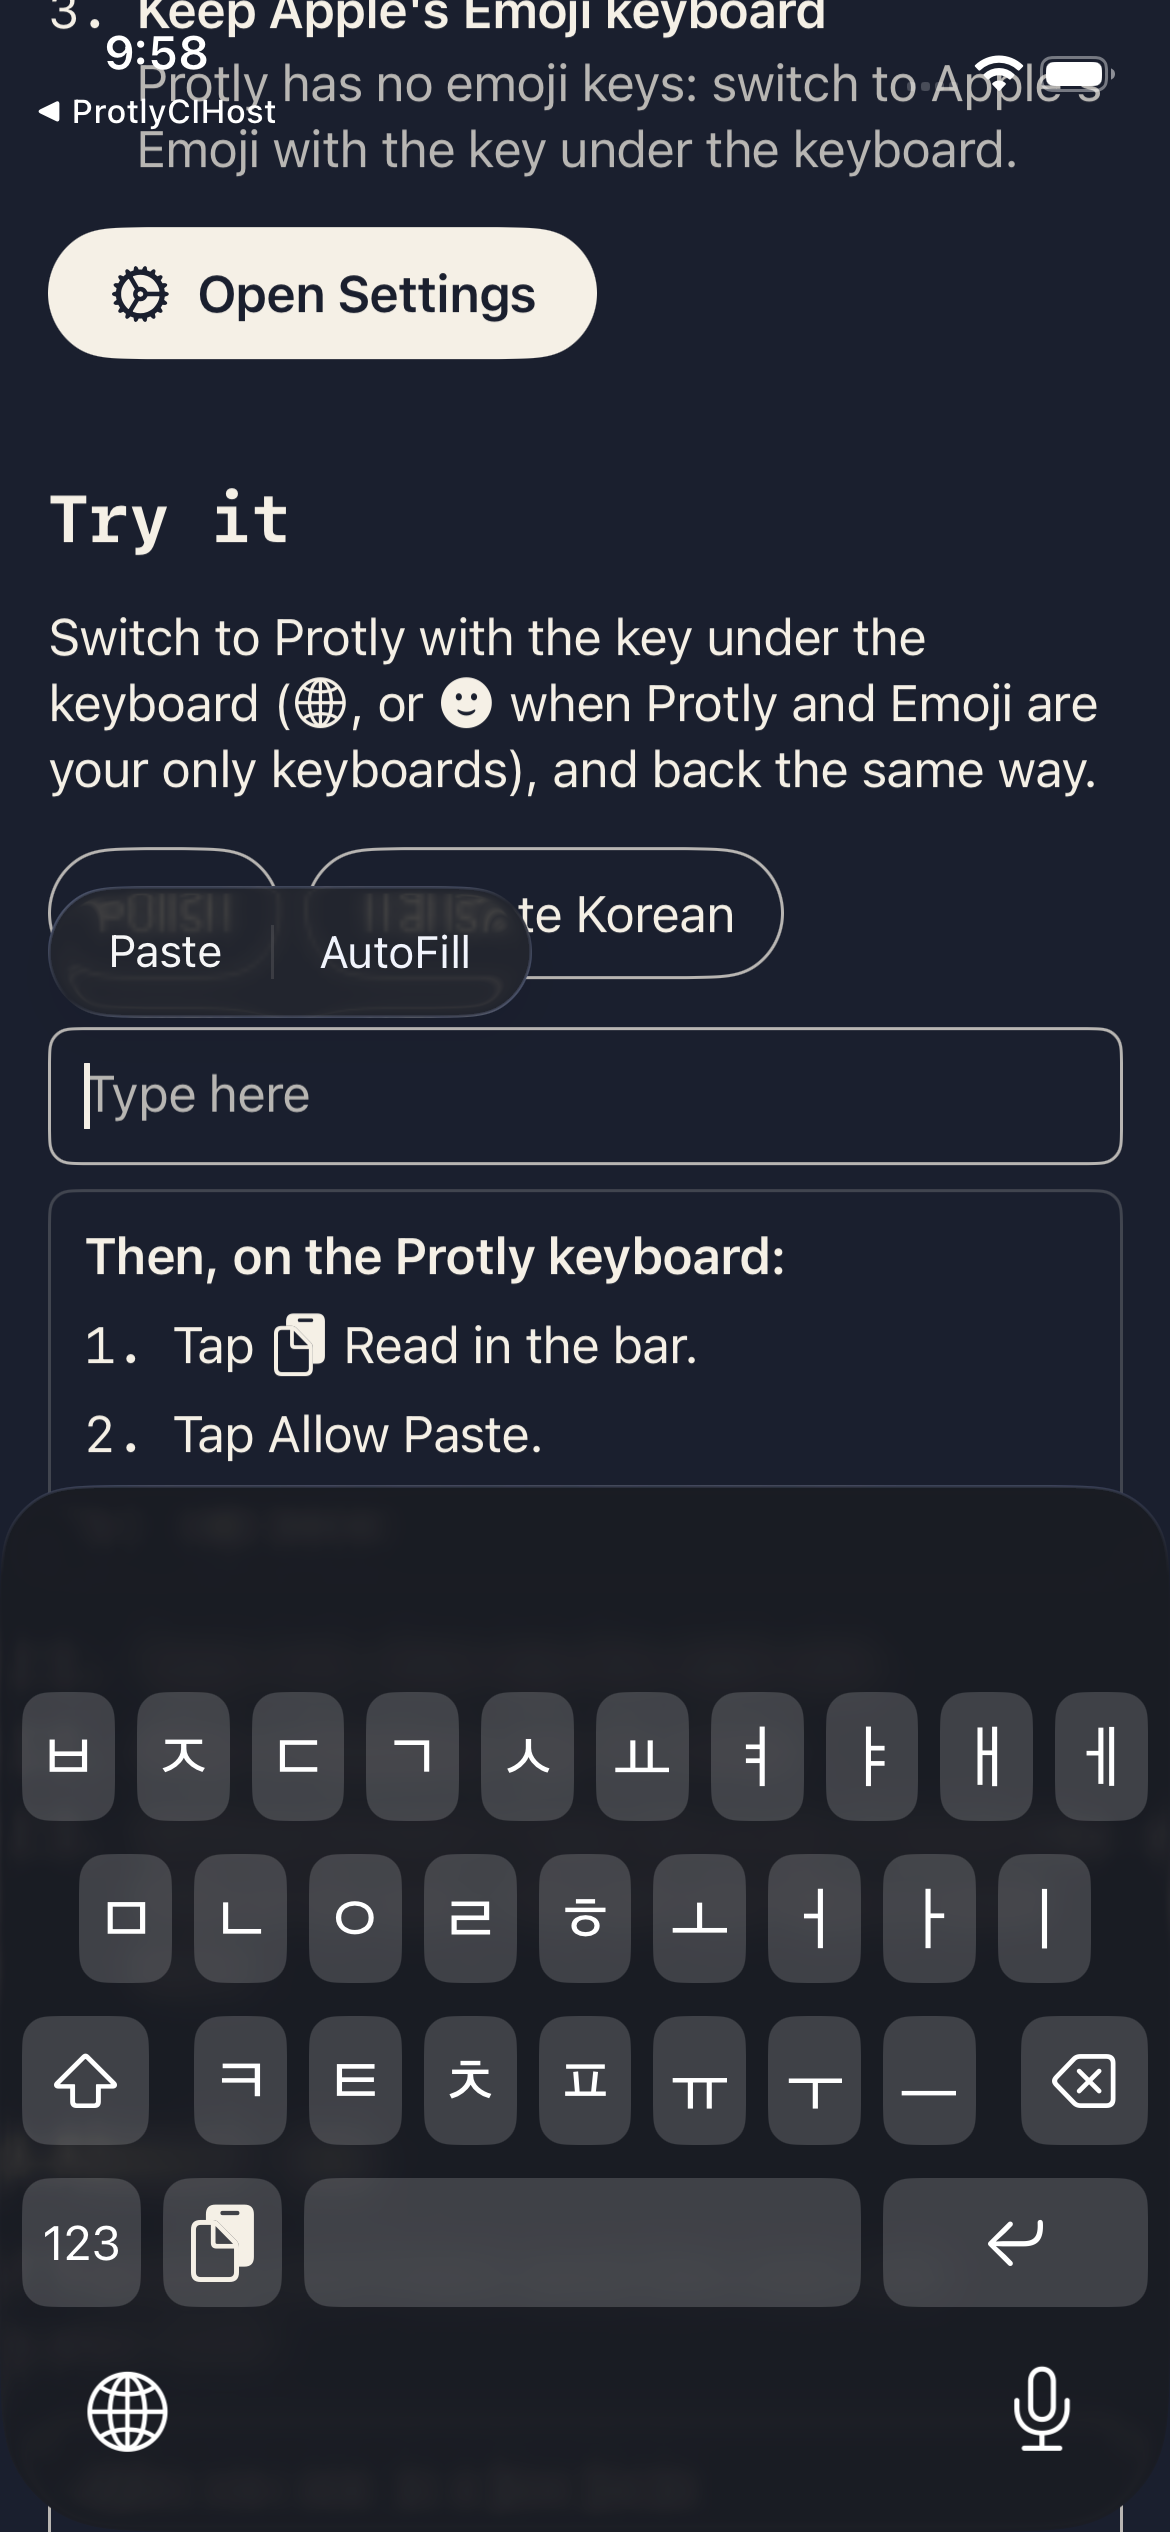 3. Keep Apple's Emoji keyboard
9:58
Protly has no emoji keys: switch to Apple's
ProtlyCIHost
Emoji with the key under the keyboard.
Open Settings
Try it
Switch to Protly with the key under the
keyboard (, or when Protly and Emoji are
your only keyboards), and back the same way.
te Korean
Paste AutoFill
Type here
Then, on the Protly keyboard:
1. Tap Read in the bar.
2. Tap Allow Paste.
ㅂ ㅈ ㄷ ㄱ ㅅ ㅛ ㅕ ㅑ ㅐ ㅔ
ㅁ ㄴ ㅇ ㄹ ㅎ ㅗ ㅓ ㅏ ㅣ
ㅋ ㅌ ㅊ ㅍ ㅠ ㅜ ㅡ
123